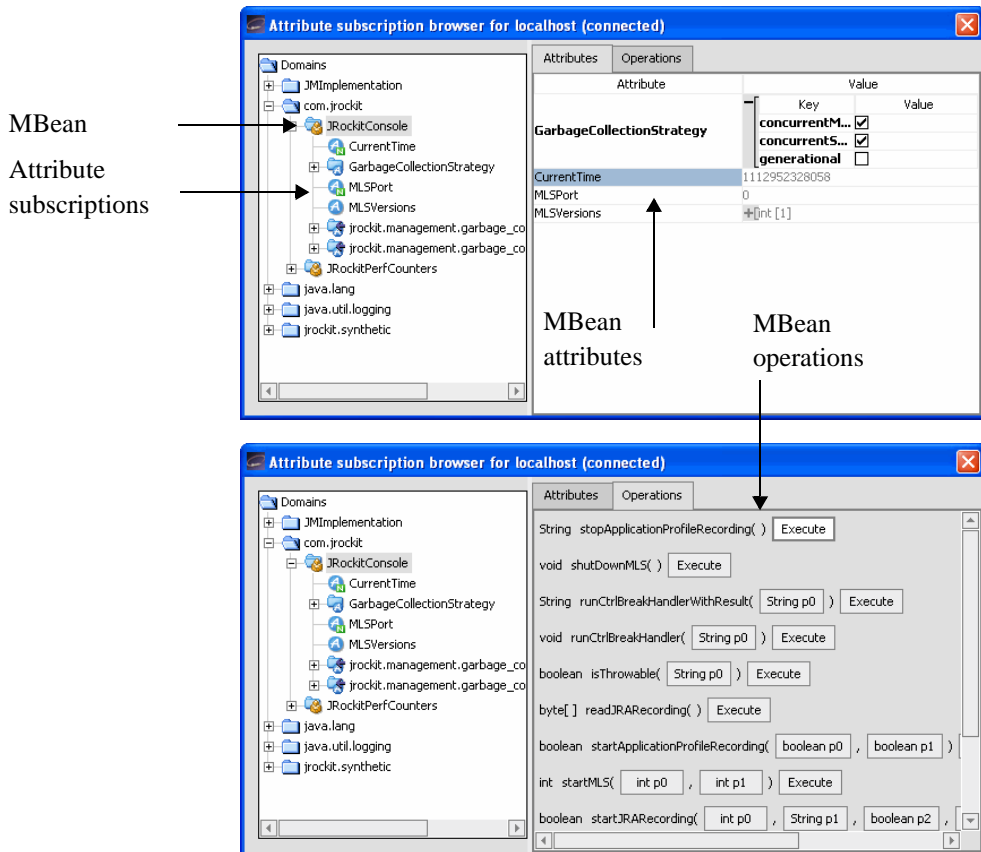 Attribute subscription browser for localhost (connected)
MBean
Attribute
subscriptions
Domains
JMImplementation
com.jrockit
JRockitConsole
CurrentTime
GarbageCollectionStrategy
MLSPort
MLSVersions
jrockit.management.garbage_co
jrockit.management.garbage_co
JRockitPerfCounters
java.lang
java.util.logging
jrockit.synthetic
Attributes Operations
Attribute Value
GarbageCollectionStrategy
Key Value
concurrentM...
concurrentS...
generational
CurrentTime 1112952328058
MLSPort 0
MLSVersions [int [1]
MBean
attributes
MBean
operations
Attribute subscription browser for localhost (connected)
Domains
JMImplementation
com.jrockit
JRockitConsole
CurrentTime
GarbageCollectionStrategy
MLSPort
MLSVersions
jrockit.management.garbage_co
jrockit.management.garbage_co
JRockitPerfCounters
java.lang
java.util.logging
jrockit.synthetic
Attributes Operations
String stopApplicationProfileRecording( ) Execute
void shutDownMLS( ) Execute
String runCtrlBreakHandlerWithResult( String p0 ) Execute
void runCtrlBreakHandler( String p0 ) Execute
boolean isThrowable( String p0 ) Execute
byte[ ] readJRARecording( ) Execute
boolean startApplicationProfileRecording( boolean p0 , boolean p1 )
int startMLS( int p0 , int p1 ) Execute
boolean startJRARecording( int p0 , String p1 , boolean p2 ,